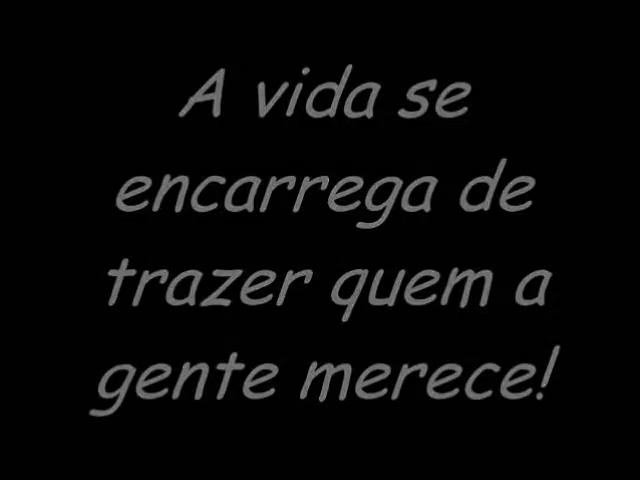 A vida se
encarrega de
trazer quem a
gente merece!